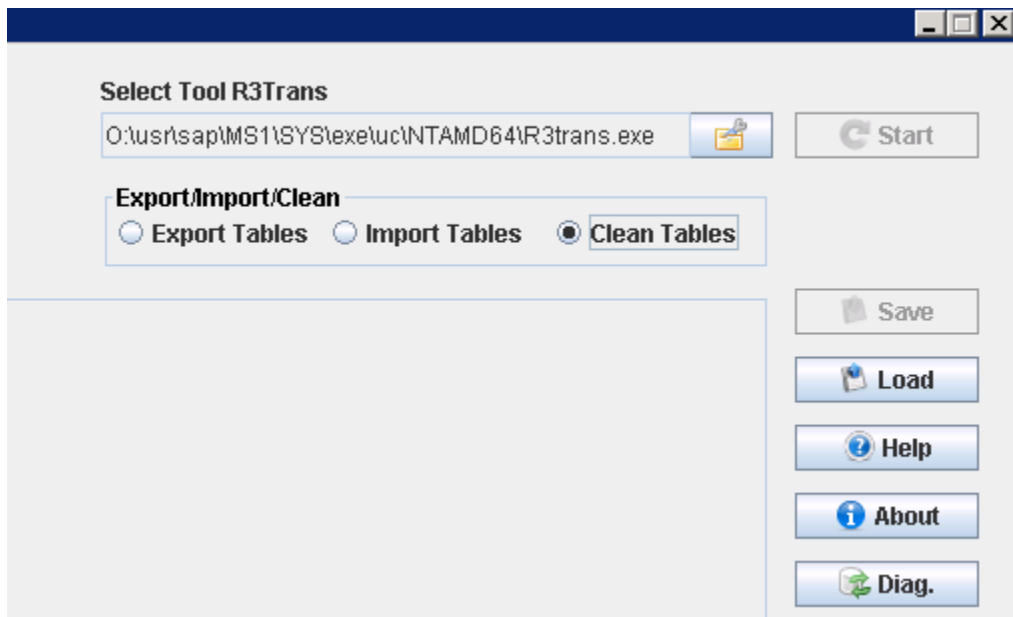 Select Tool R3Trans
O:\usr\sap\MS1\SYS\exe\uc\NTAMD64\R3trans.exe
Start
Export/Import/Clean
Export Tables
Import Tables
Clean Tables
Save
Load
Help
About
Diag.